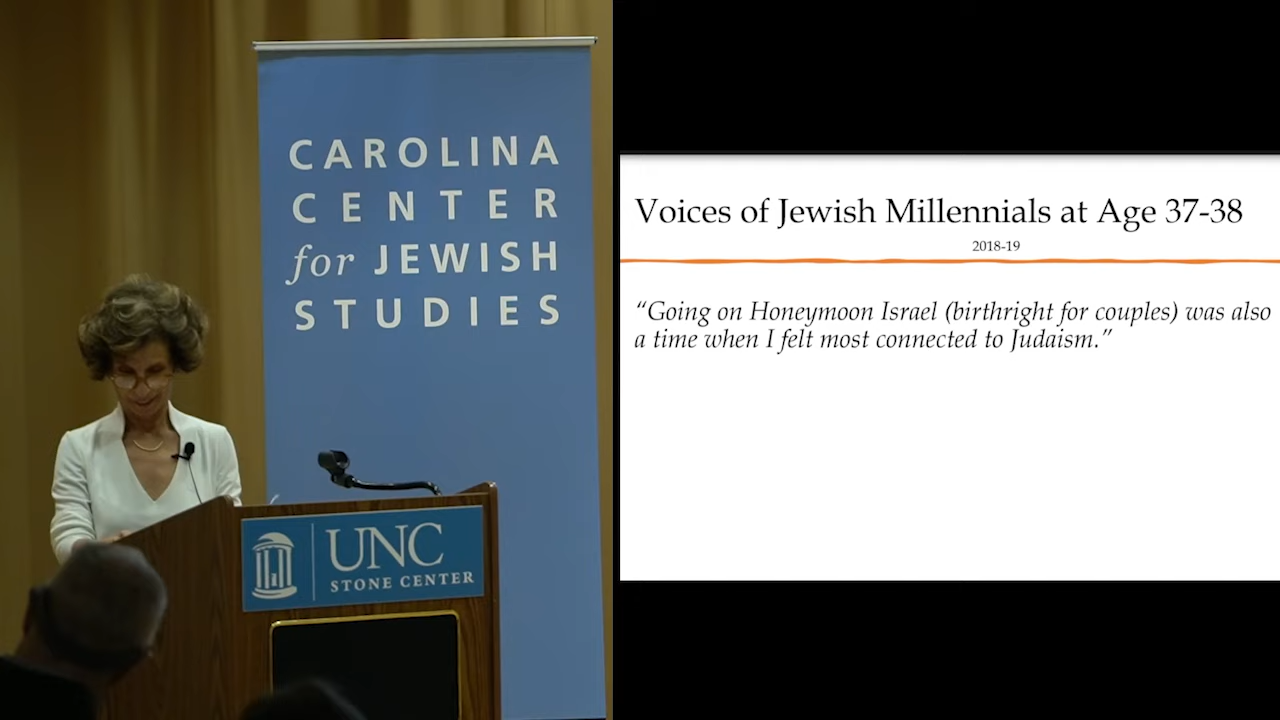 CAROLINA
CENTER
for JEWISH
STUDIES
UNC
STONE CENTER
Voices of Jewish Millennials at Age 37-38
2018-19
“Going on Honeymoon Israel (birthright for couples) was also
a time when I felt most connected to Judaism.”